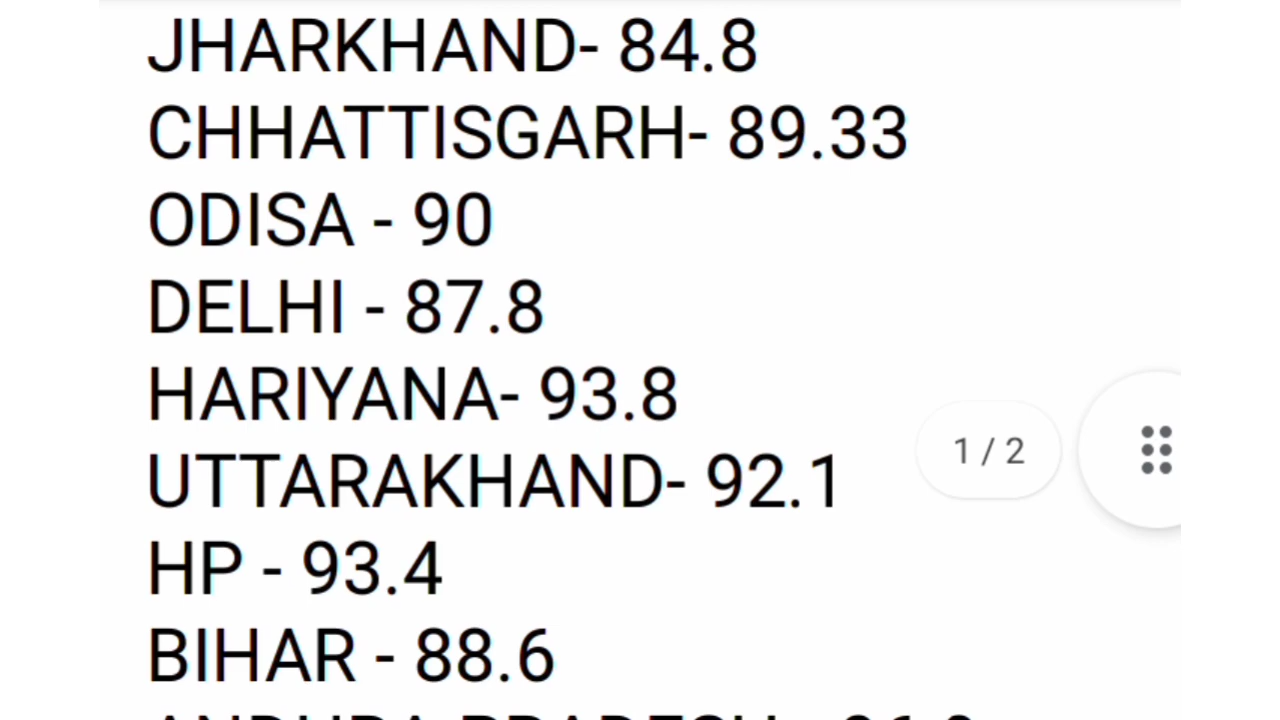 JHARKHAND- 84.8
CHHATTISGARH- 89.33
ODISA - 90
DELHI - 87.8
HARIYANA- 93.8
UTTARAKHAND- 92.1
1 / 2
HP - 93.4
BIHAR - 88.6